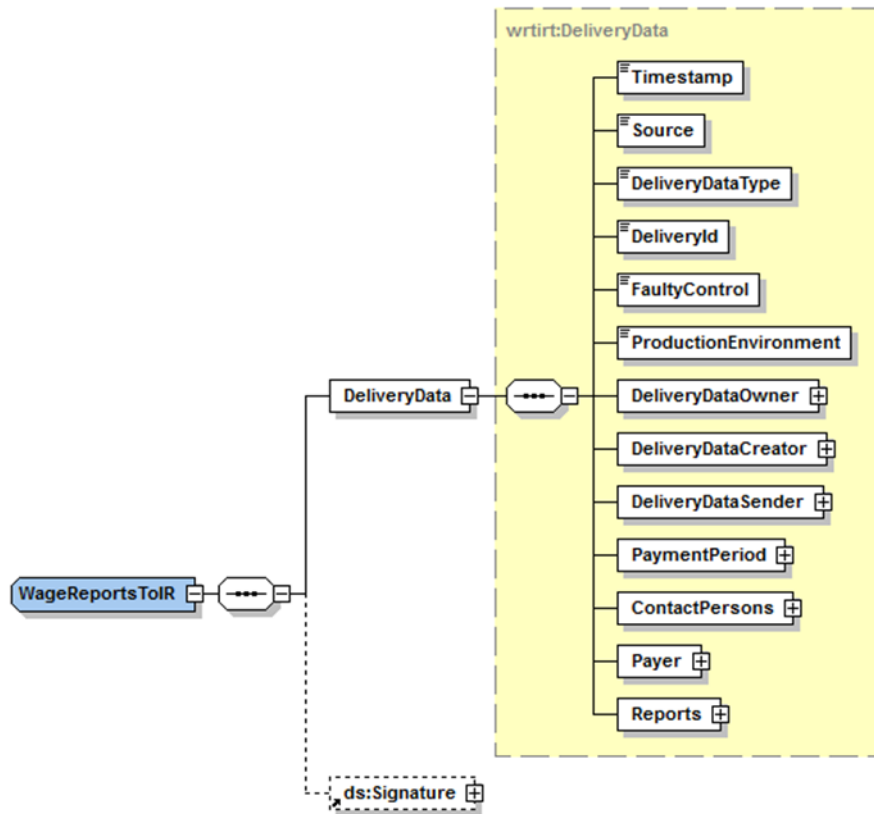 wrtirt:DeliveryData
Timestamp
Source
DeliveryDataType
DeliveryId
FaultyControl
ProductionEnvironment
DeliveryData
DeliveryDataOwner
DeliveryDataCreator
DeliveryDataSender
PaymentPeriod
WageReportsToIR
ContactPersons
Payer
Reports
ds:Signature